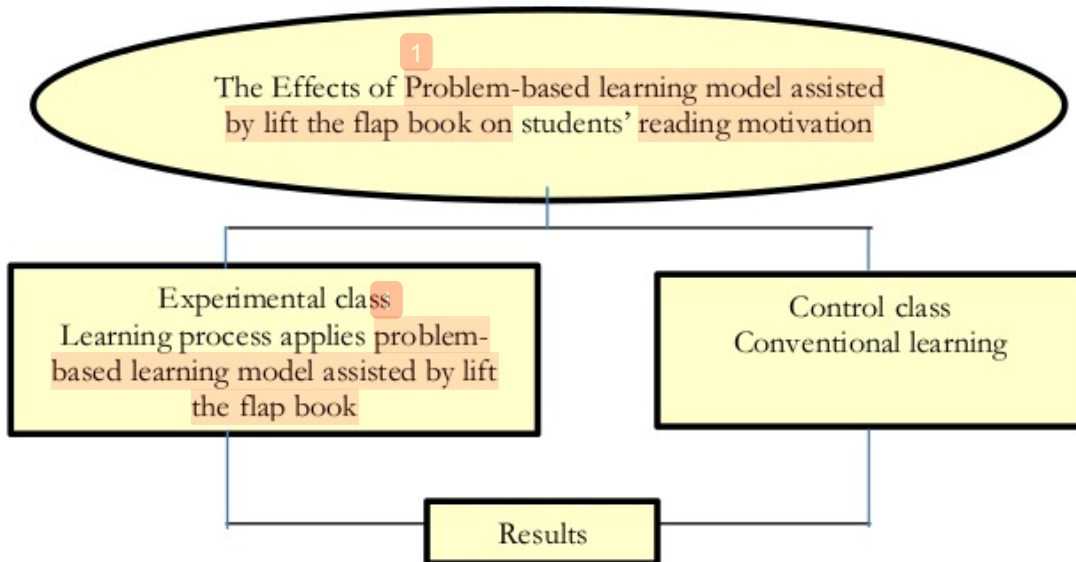 1
The Effects of Problem-based learning model assisted
by lift the flap book on students’ reading motivation
Experimental class
Learning process applies problem-
based learning model assisted by lift
the flap book
Control class
Conventional learning
Results